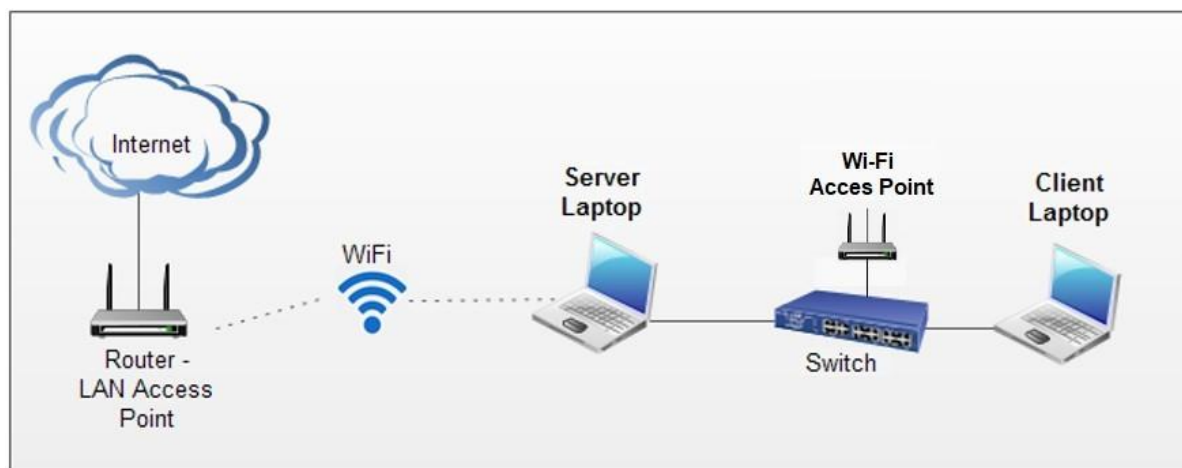 Internet
Router -
LAN Access
Point
WiFi
Server
Laptop
Wi-Fi
Acces Point
Switch
Client
Laptop